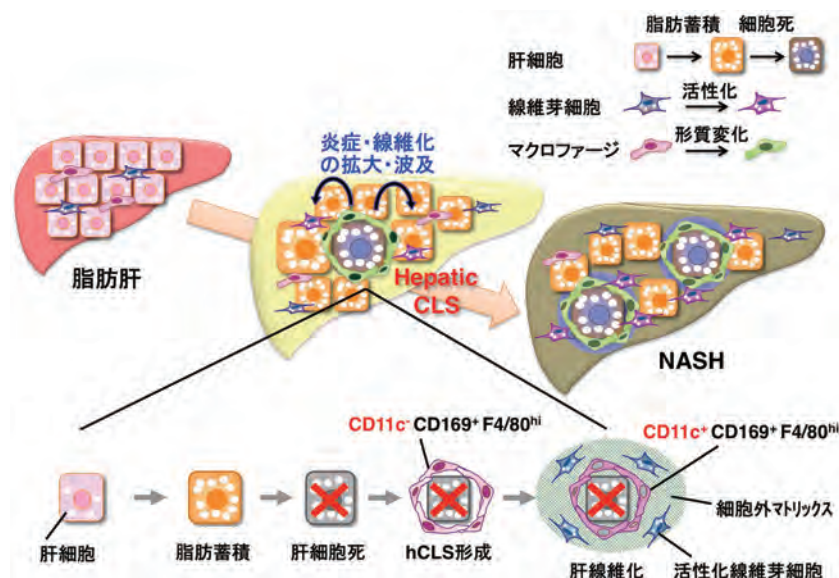 脂肪蓄積 細胞死
肝細胞
活性化
線維芽細胞
形質変化
マクロファージ
炎症・線維化
の拡大・波及
脂肪肝
Hepatic
CLS
NASH
CD11c⁻ CD169⁺ F4/80ʰⁱ
CD11c⁺ CD169⁺ F4/80ʰⁱ
細胞外マトリックス
肝細胞
脂肪蓄積
肝細胞死
hCLS形成
肝線維化
活性化線維芽細胞